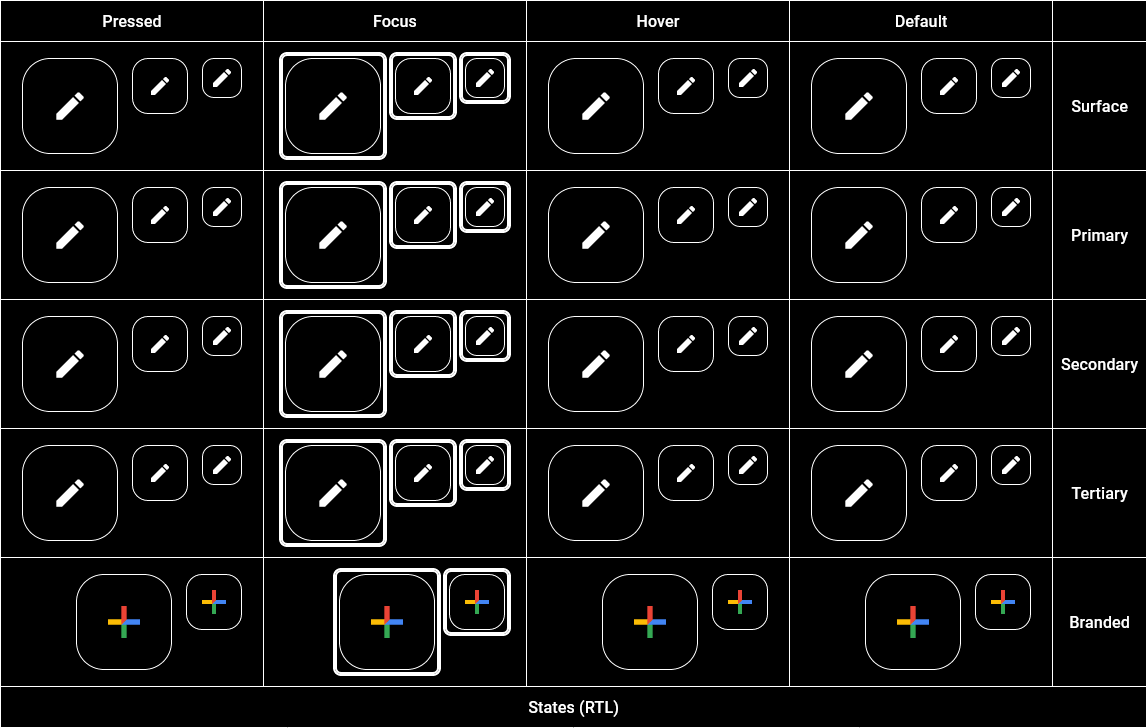 Pressed Focus Hover Default
Surface
Primary
Secondary
Tertiary
Branded
States (RTL)